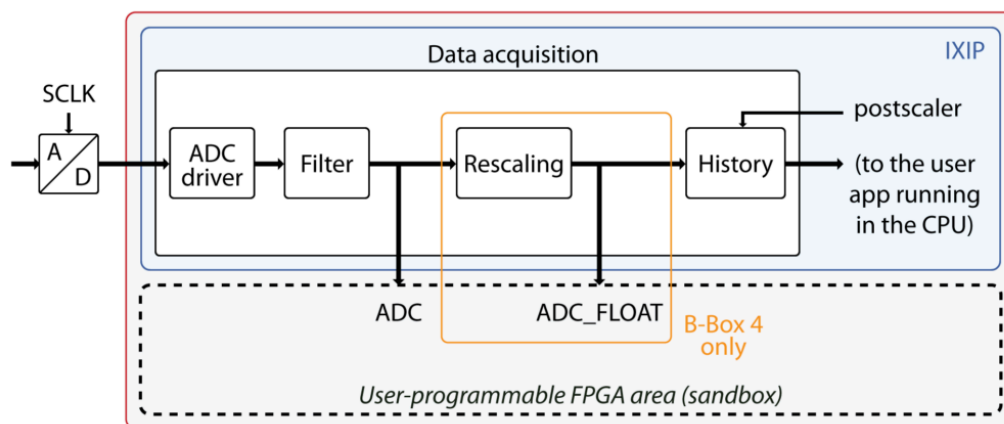 IXIP
Data acquisition
SCLK
A
D
ADC
driver
Filter
Rescaling
History
postscaler
(to the user
app running
in the CPU)
ADC
ADC_FLOAT
B-Box 4
only
User-programmable FPGA area (sandbox)